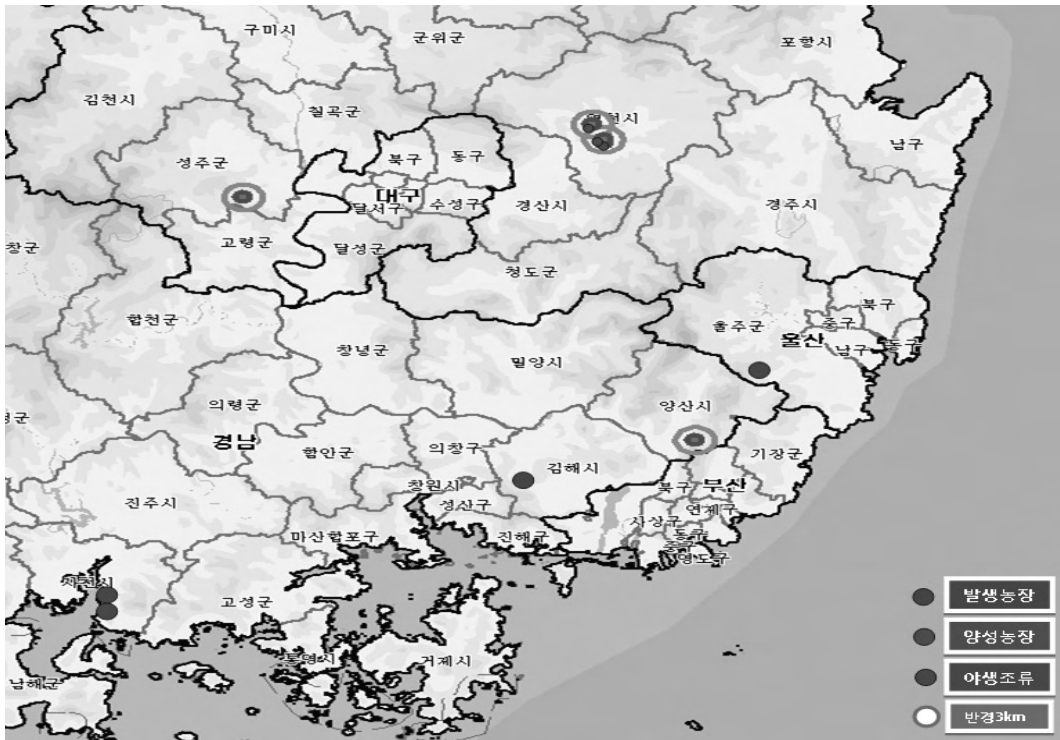 구미시
군위군
포항시
김천시
칠곡군
남구
성주군
북구
동구
대구
달서구
수성구
경산시
경주시
고령군
달성군
창군
청도군
북구
합천군
울주군
중구
울산
동구
창녕군
밀양시
남구
의령군
양산시
경남
함안군
의창구
김해시
기장군
창원시
북구
부산
진주시
성산구
연제구
사상구
마산합포구
진해구
동구
중구
영도구
사천시
고성군
발생농장
양성농장
통영시
거제시
야생조류
남해군
반경3km